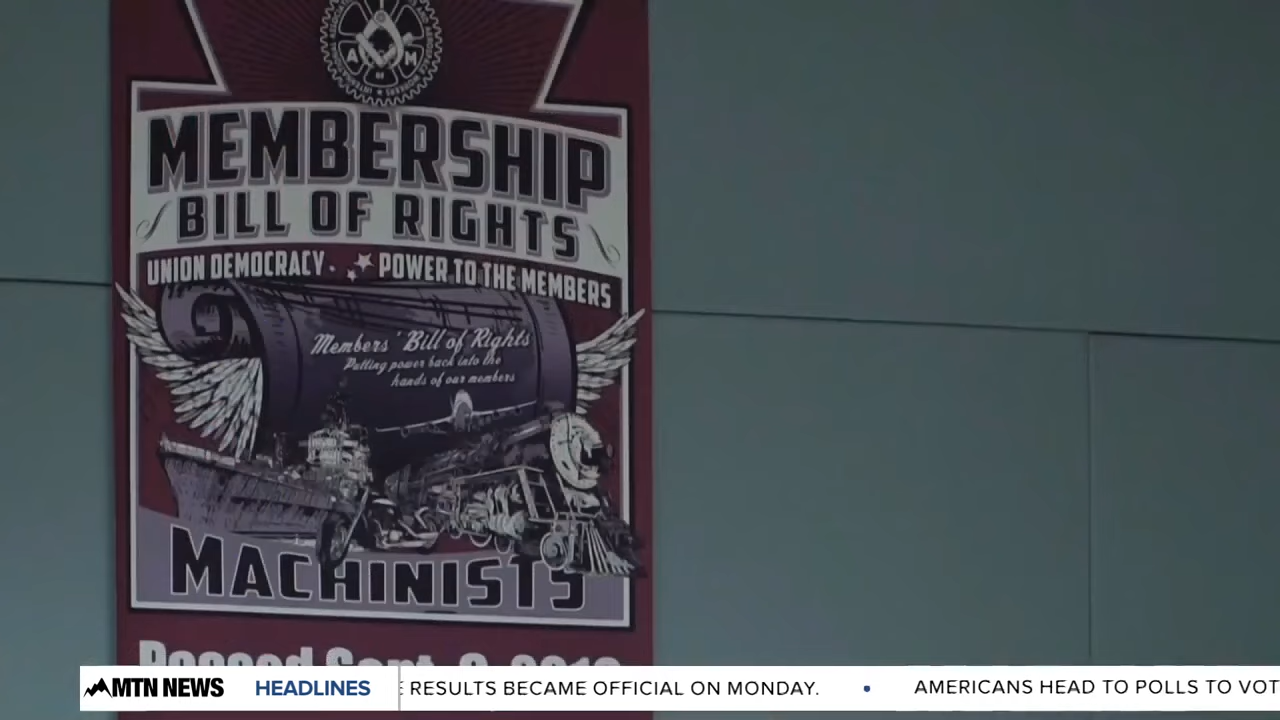 A M
MEMBERSHIP
BILL OF RIGHTS
UNION DEMOCRACY · POWER TO THE MEMBERS
Members' Bill of Rights
Putting power back into the
hands of our members
MACHINISTS
MTN NEWS HEADLINES RESULTS BECAME OFFICIAL ON MONDAY. • AMERICANS HEAD TO POLLS TO VOT